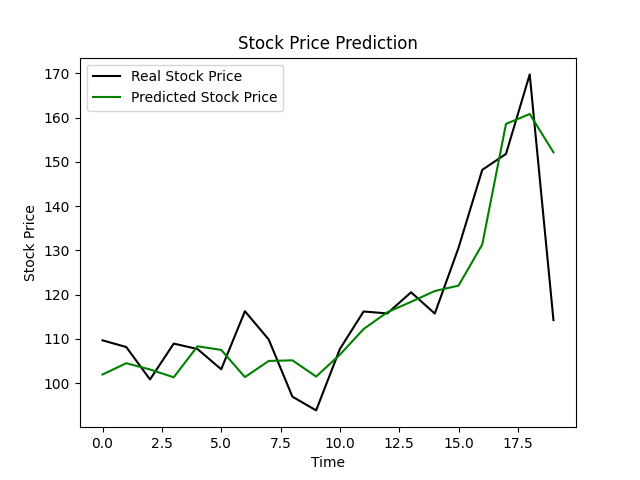 Stock Price Prediction
Real Stock Price
Predicted Stock Price
170
160
150
140
130
120
110
100
Stock Price
0.0 2.5 5.0 7.5 10.0 12.5 15.0 17.5
Time